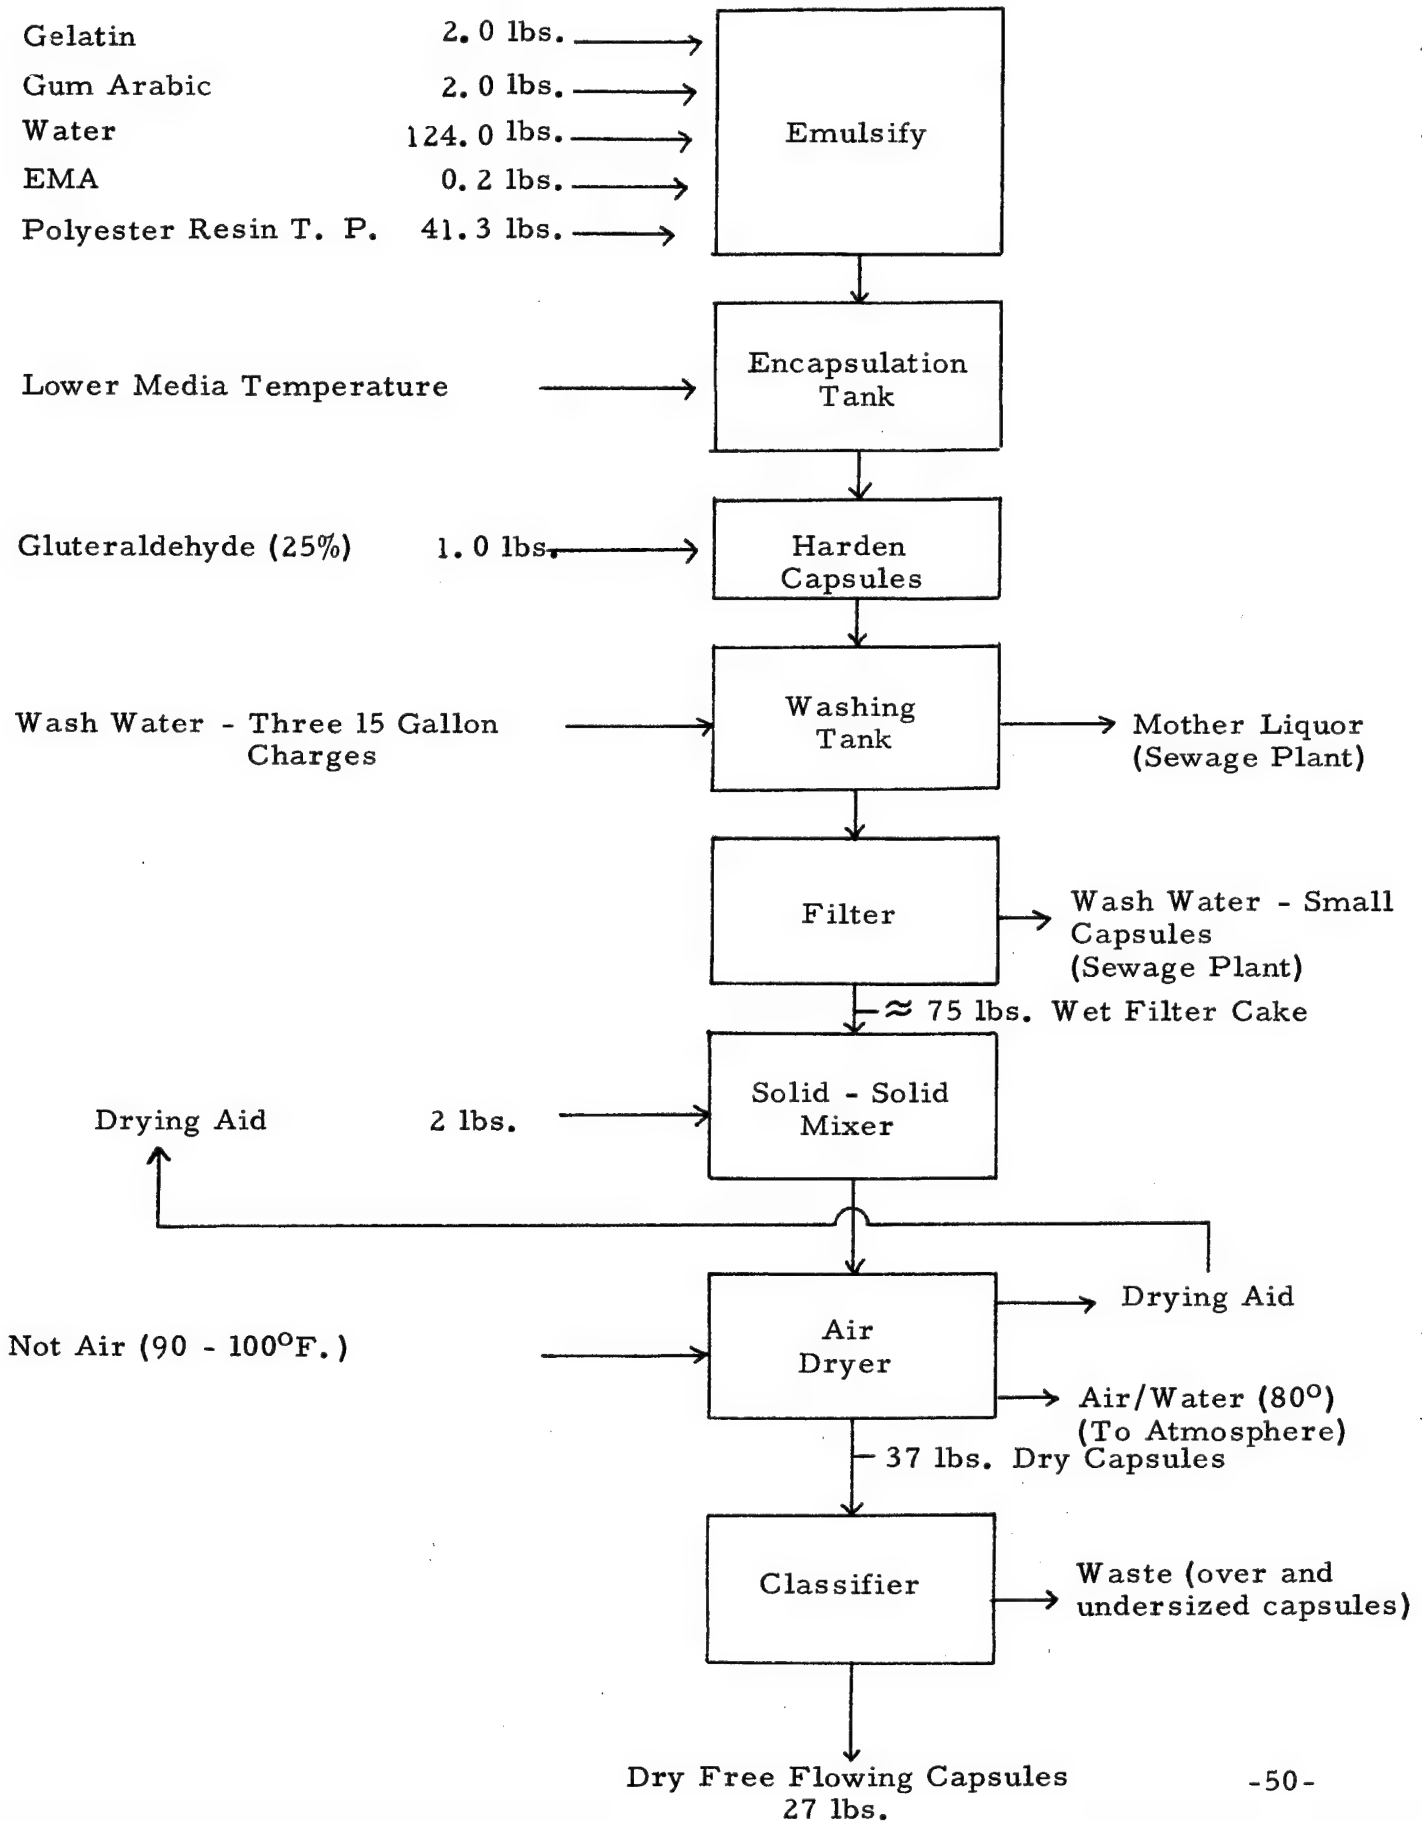 Gelatin 2.0 lbs.
Gum Arabic 2.0 lbs.
Water 124.0 lbs.
EMA 0.2 lbs.
Polyester Resin T. P. 41.3 lbs.
Emulsify
Lower Media Temperature
Encapsulation
Tank
Gluteraldehyde (25%) 1.0 lbs.
Harden
Capsules
Wash Water - Three 15 Gallon
Charges
Washing
Tank
Mother Liquor
(Sewage Plant)
Filter
Wash Water - Small
Capsules
(Sewage Plant)
≈ 75 lbs. Wet Filter Cake
Drying Aid 2 lbs.
Solid - Solid
Mixer
Drying Aid
Not Air (90 - 100°F.)
Air
Dryer
Air/Water (80°)
(To Atmosphere)
37 lbs. Dry Capsules
Classifier
Waste (over and
undersized capsules)
Dry Free Flowing Capsules
27 lbs.
-50-